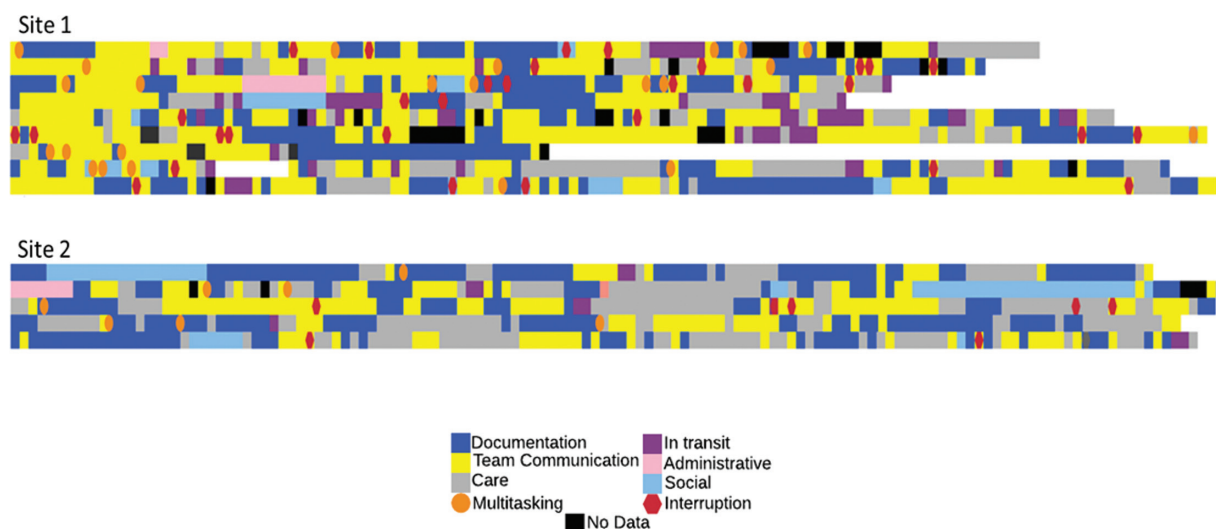 Site 1
Site 2
Documentation
In transit
Team Communication
Administrative
Care
Social
Multitasking
Interruption
No Data